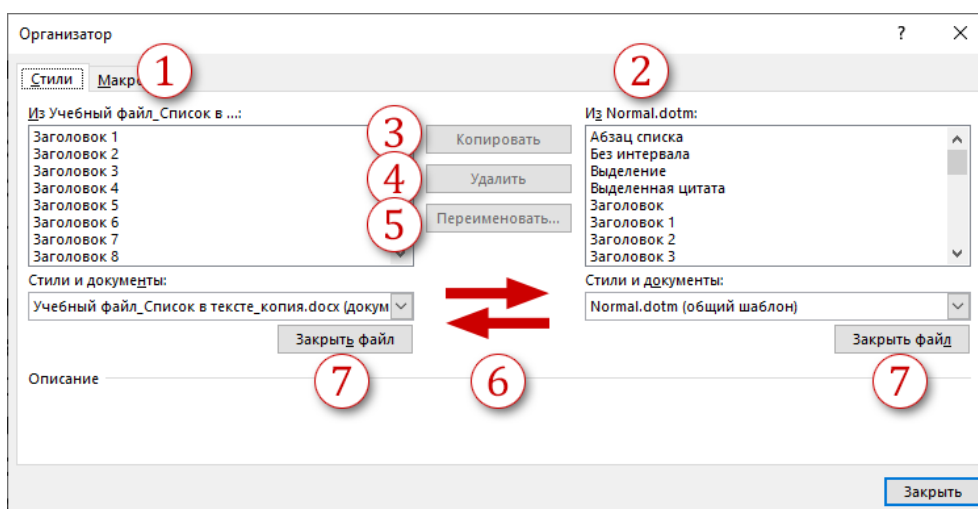 Организатор ?
Стили Макро 1 2
Из Учебный файл_Список в ...: Из Normal.dotm:
Заголовок 1
Заголовок 2
Заголовок 3
Заголовок 4
Заголовок 5
Заголовок 6
Заголовок 7
Заголовок 8
3 Копировать
4 Удалить
5 Переименовать...
Абзац списка
Без интервала
Выделение
Выделенная цитата
Заголовок
Заголовок 1
Заголовок 2
Заголовок 3
Стили и документы: Стили и документы:
Учебный файл_Список в тексте_копия.docx (докум Normal.dotm (общий шаблон)
Закрыть файл Закрыть файл
7 6 7
Описание
Закрыть